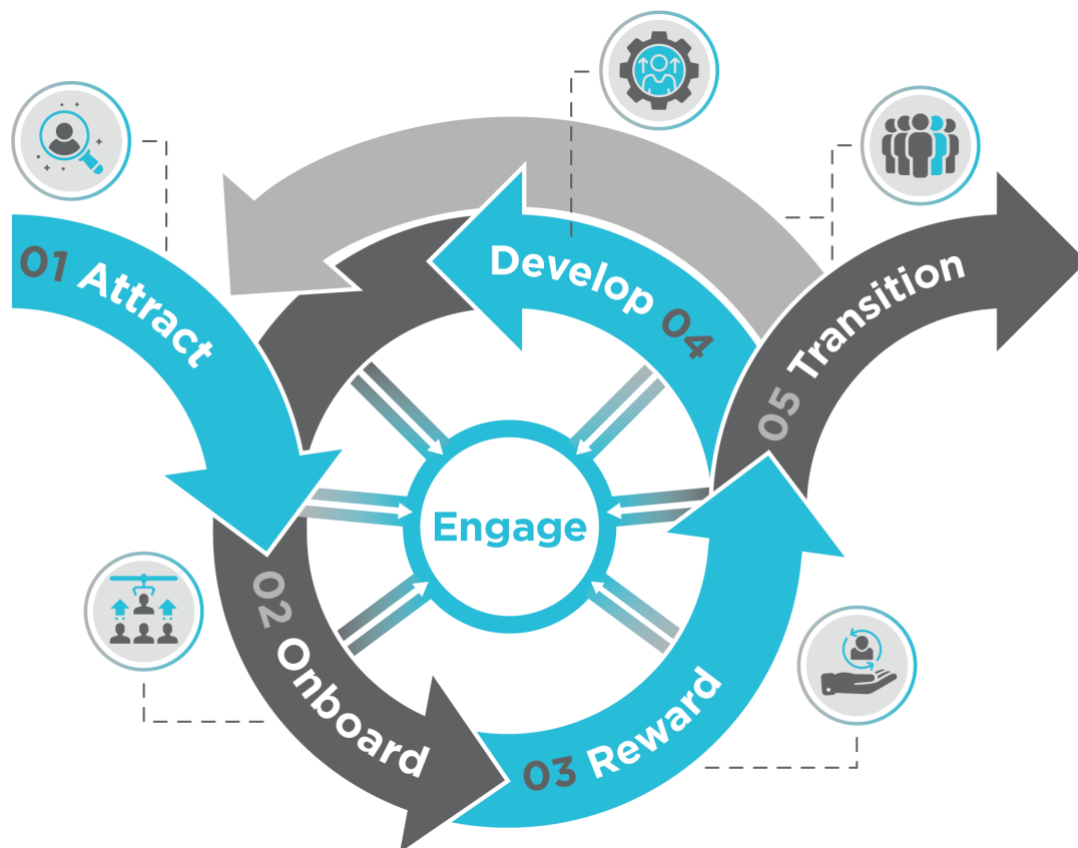 01 Attract
02 Onboard
03 Reward
Develop 04
05 Transition
Engage